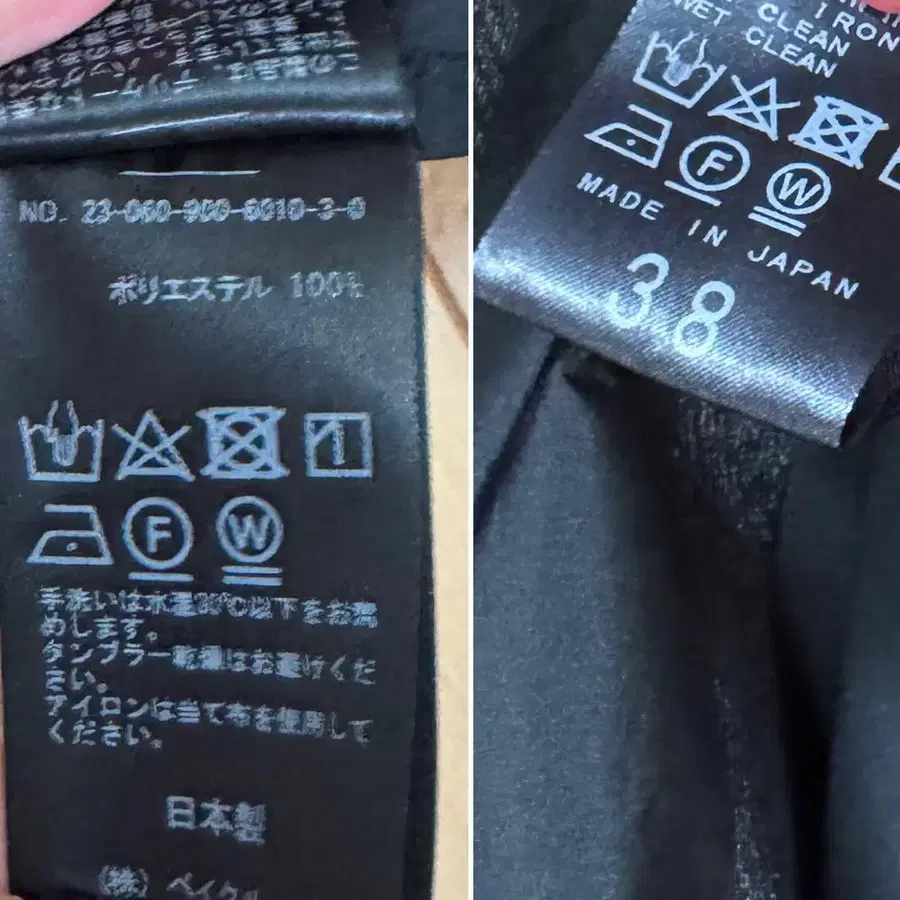 NO. 23-060-900-6010-3-0
ポリエステル 100%
F W
手洗いは水温30℃以下をお薦
めします。
タンブラー乾燥はお避けくだ
さい。
アイロンは当て布を使用して
ください。
日本製
(株) ベイクル
IRON
WET CLEAN
CLEAN
F W
MADE IN JAPAN
38